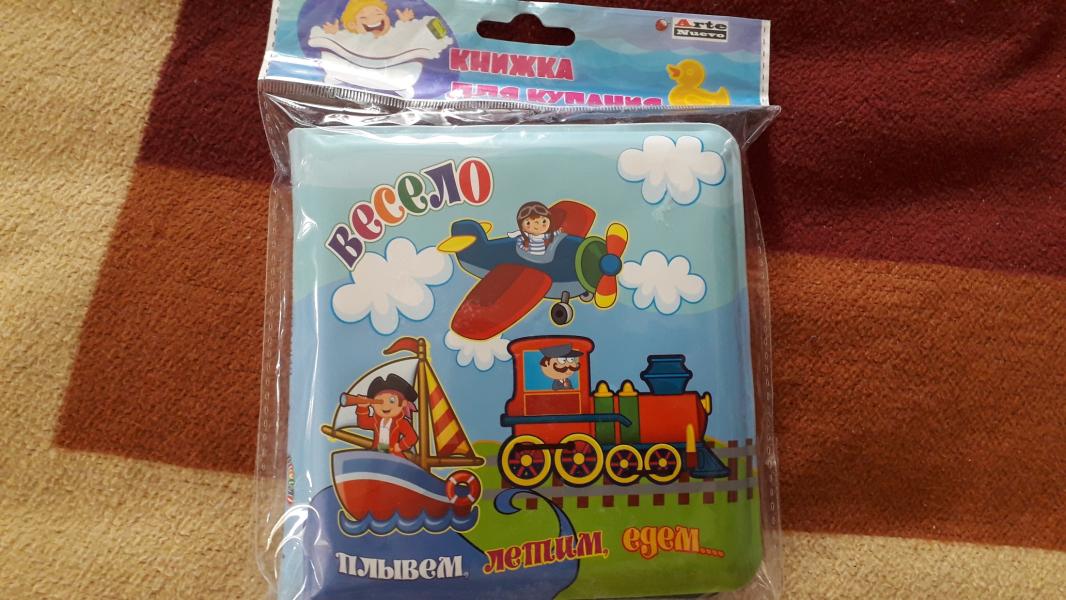 Arte
Nuevo
КНИЖКА
ДЛЯ КУПАНИЯ
весело
плывем, летим, едем....